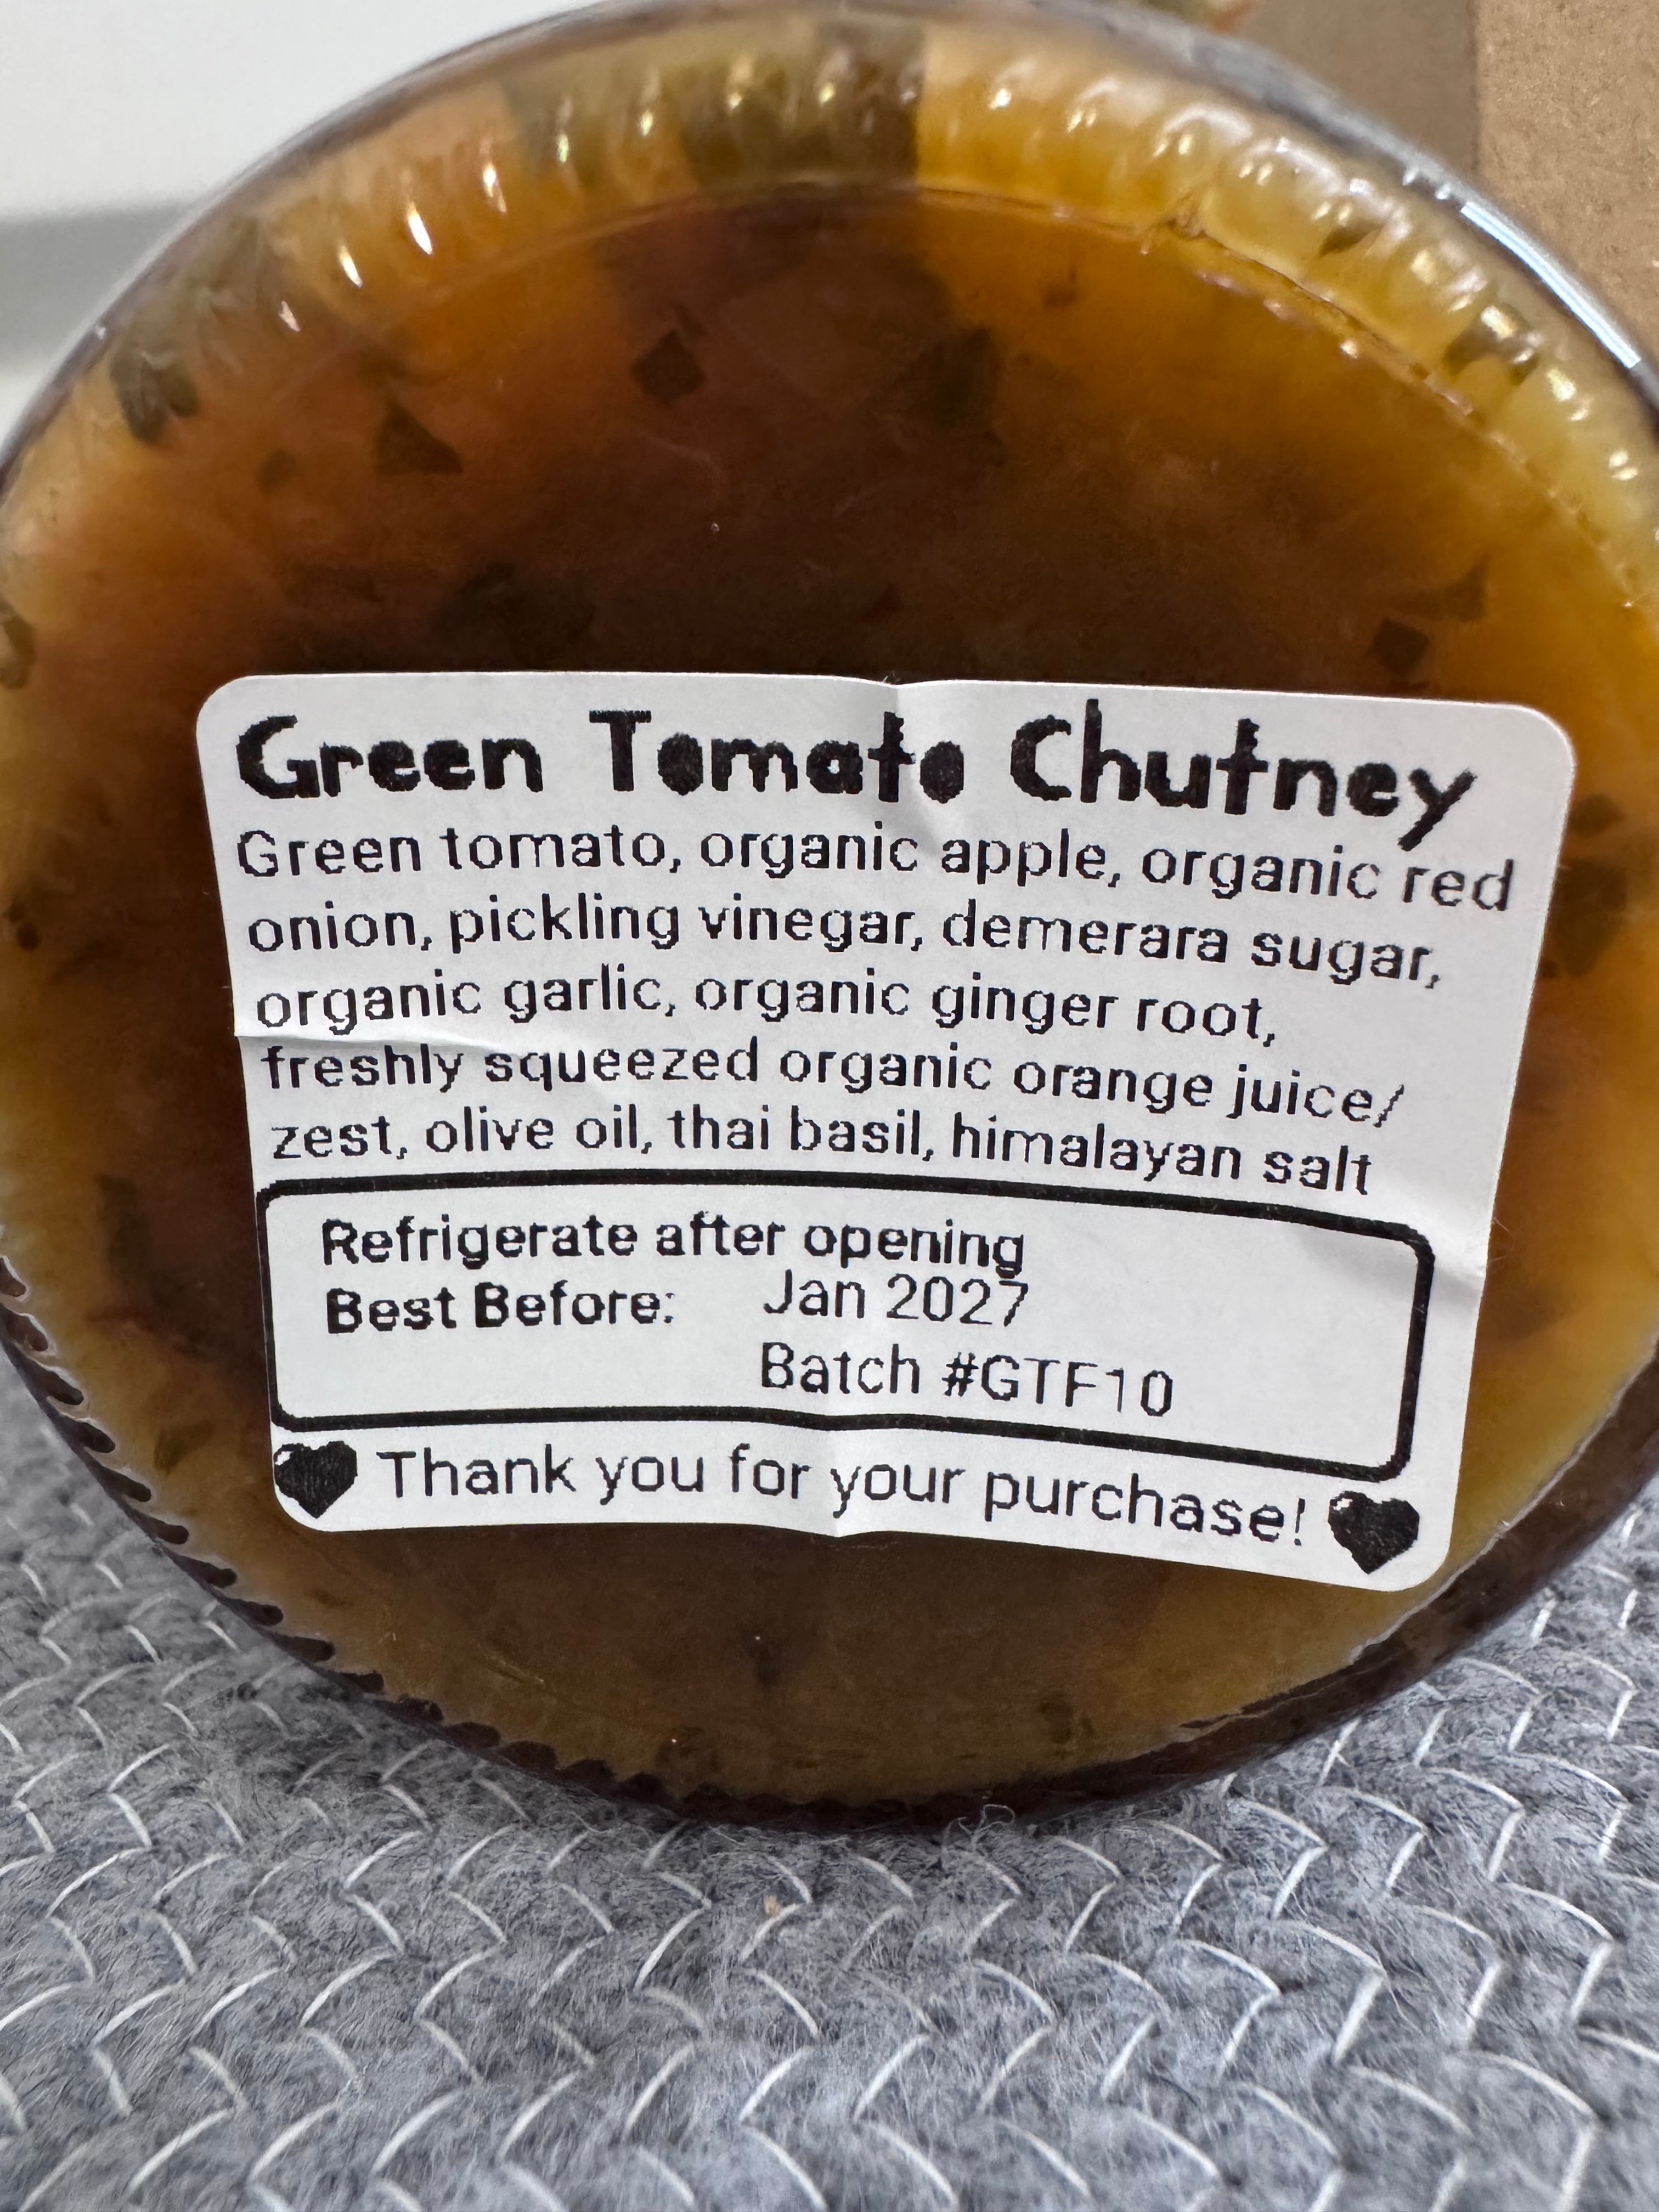 Green Tomato Chutney
Green tomato, organic apple, organic red
onion, pickling vinegar, demerara sugar,
organic garlic, organic ginger root,
freshly squeezed organic orange juice/
zest, olive oil, thai basil, himalayan salt
Refrigerate after opening
Best Before: Jan 2027
Batch #GTF10
Thank you for your purchase!